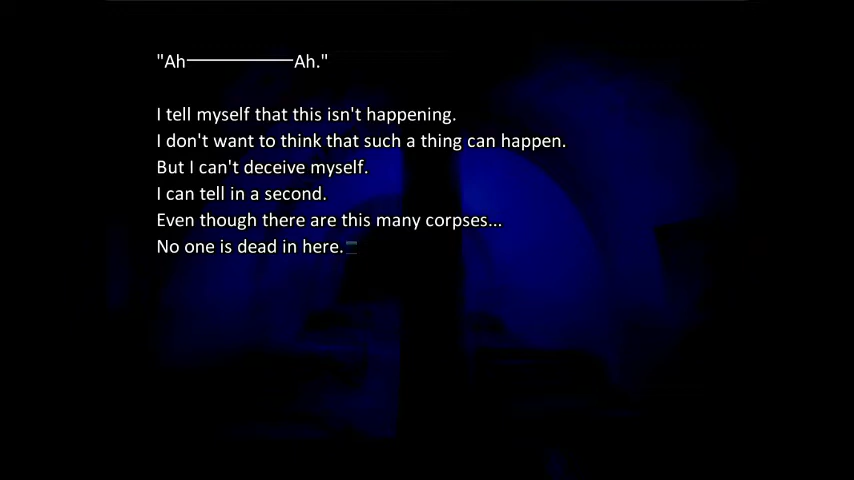 "Ah――――――Ah."
I tell myself that this isn't happening.
I don't want to think that such a thing can happen.
But I can't deceive myself.
I can tell in a second.
Even though there are this many corpses...
No one is dead in here.